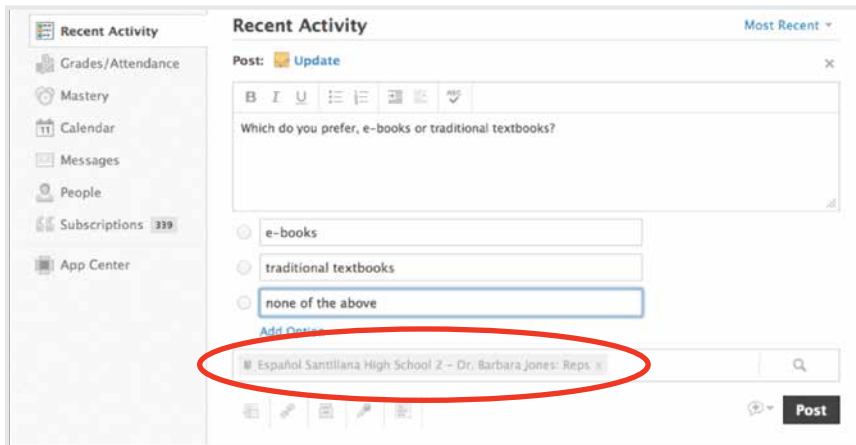 Recent Activity
Grades/Attendance
Mastery
11 Calendar
Messages
People
Subscriptions 339
App Center
Recent Activity
Most Recent
Post: Update
×
B I U ABC
Which do you prefer, e-books or traditional textbooks?
e-books
traditional textbooks
none of the above
Add Option
Español Santillana High School 2 - Dr. Barbara Jones: Reps x
Post